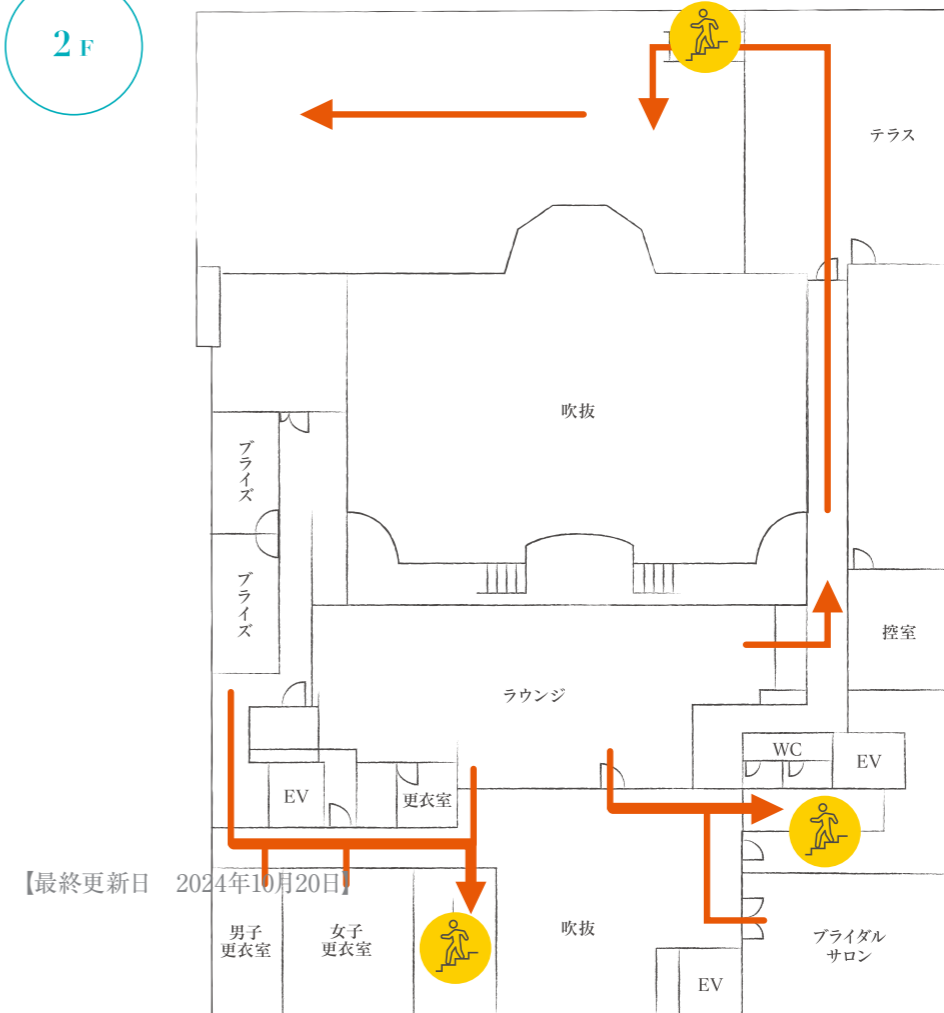 2 F
テラス
吹抜
ブライズ
ブライズ
控室
ラウンジ
WC
EV
EV
更衣室
【最終更新日　2024年10月20日】
男子
更衣室
女子
更衣室
吹抜
ブライダル
サロン
EV